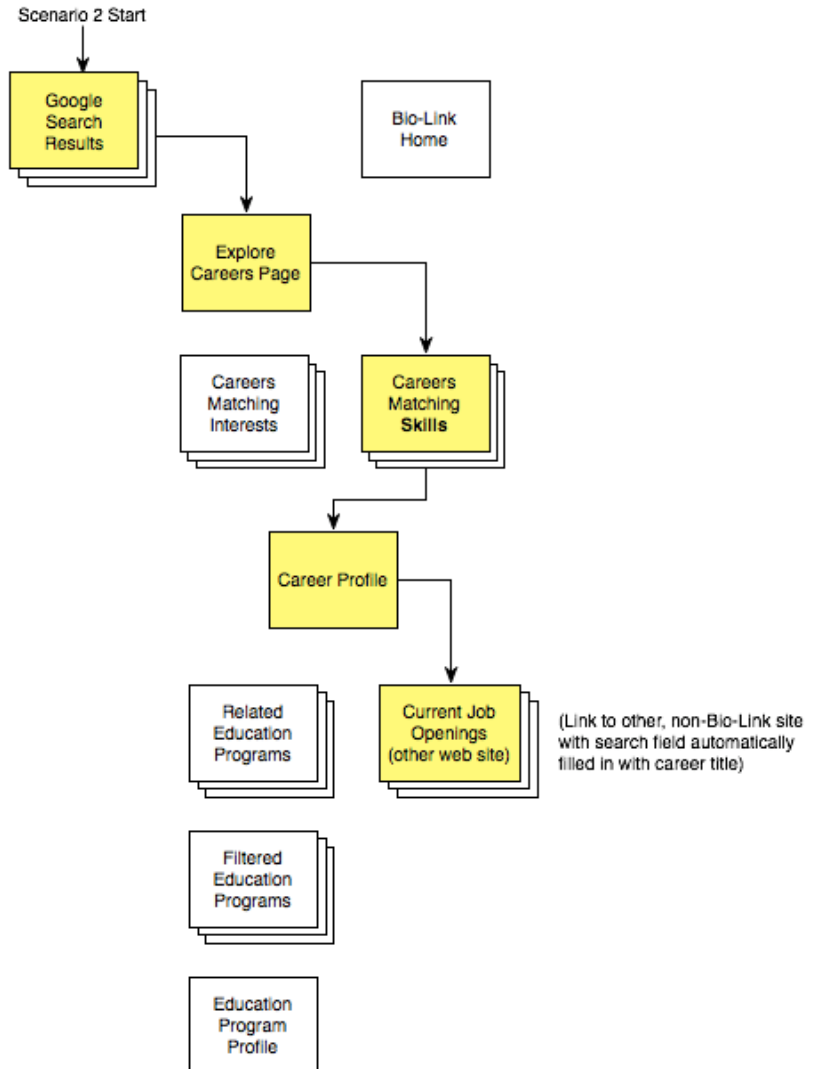 Scenario 2 Start
Google
Search
Results
Bio-Link
Home
Explore
Careers Page
Careers
Matching
Interests
Careers
Matching
Skills
Career Profile
Related
Education
Programs
Current Job
Openings
(other web site)
(Link to other, non-Bio-Link site
with search field automatically
filled in with career title)
Filtered
Education
Programs
Education
Program
Profile